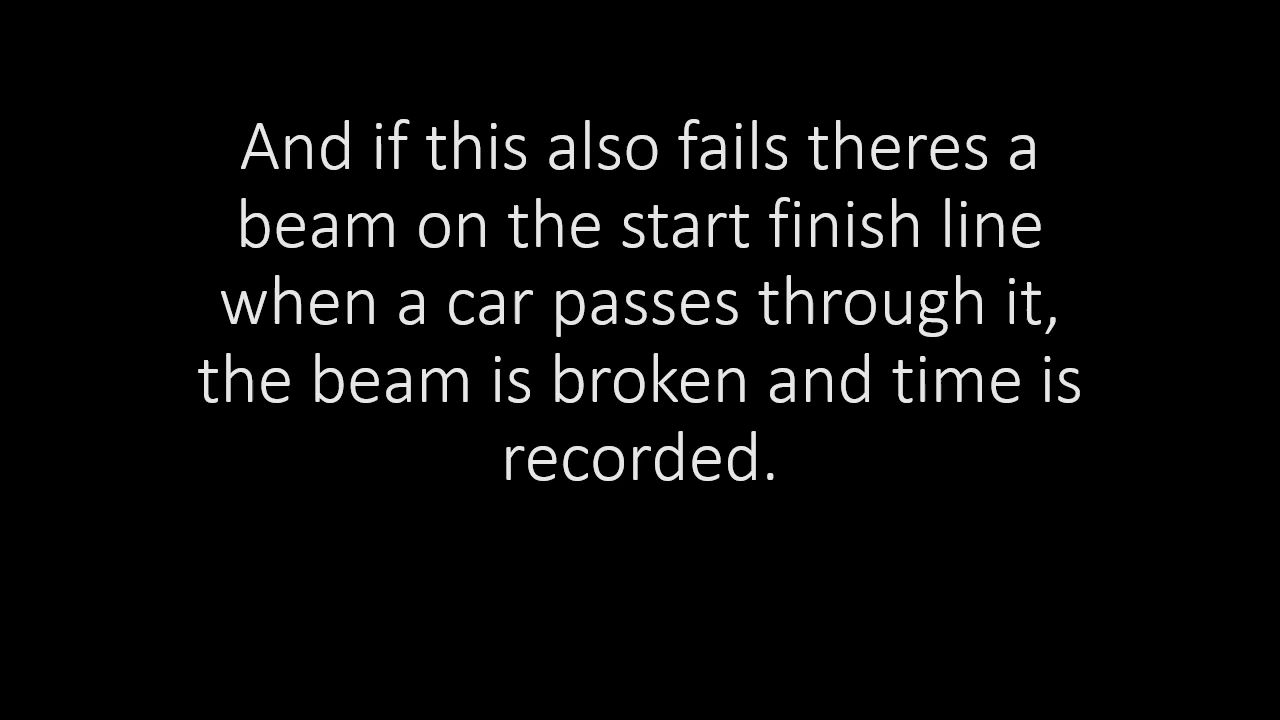 And if this also fails theres a
beam on the start finish line
when a car passes through it,
the beam is broken and time is
recorded.